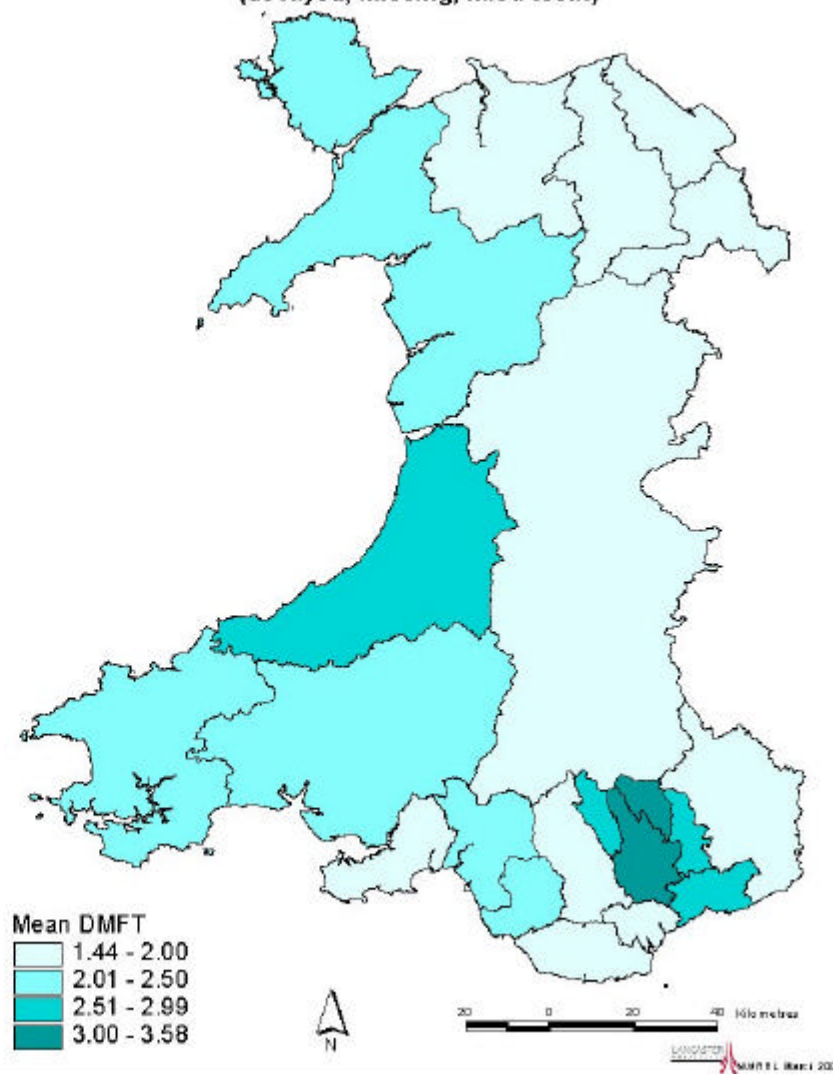 (decayed, missing, filled teeth)
Mean DMFT
1.44 - 2.00
2.01 - 2.50
2.51 - 2.99
3.00 - 3.58
N
20 0 20 40 Kilometres
LANCASTER